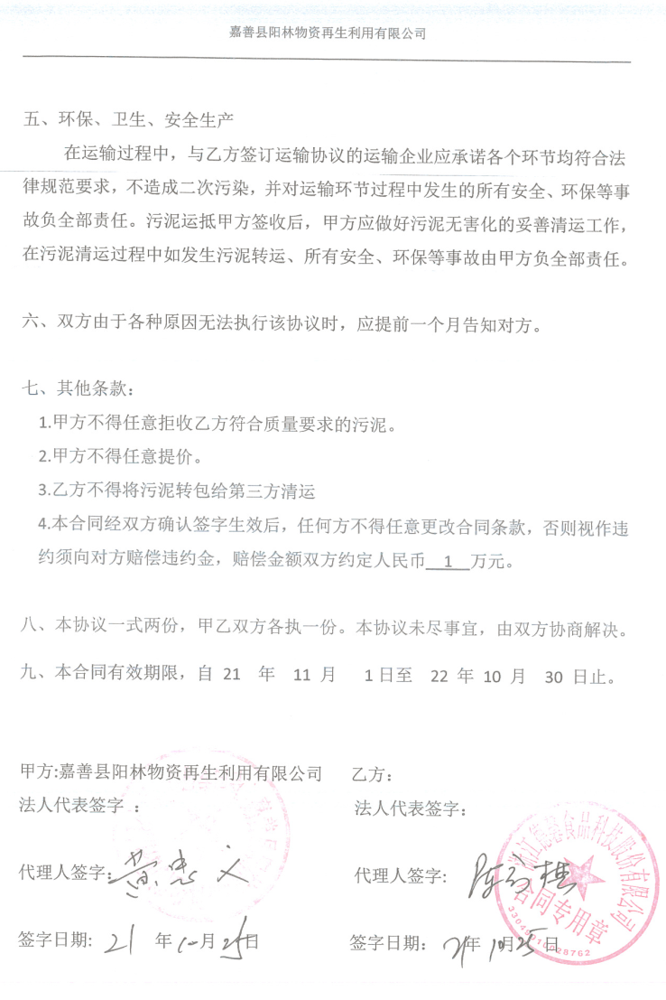 嘉善县阳林物资再生利用有限公司
五、环保、卫生、安全生产
在运输过程中，与乙方签订运输协议的运输企业应承诺各个环节均符合法
律规范要求，不造成二次污染，并对运输环节过程中发生的所有安全、环保等事
故负全部责任。污泥运抵甲方签收后，甲方应做好污泥无害化的妥善清运工作，
在污泥清运过程中如发生污泥转运、所有安全、环保等事故由甲方负全部责任。
六、双方由于各种原因无法执行该协议时，应提前一个月告知对方。
七、其他条款：
1.甲方不得任意拒收乙方符合质量要求的污泥。
2.甲方不得任意提价。
3.乙方不得将污泥转包给第三方清运
4.本合同经双方确认签字生效后，任何方不得任意更改合同条款，否则视作违
约须向对方赔偿违约金，赔偿金额双方约定人民币 1 万元。
八、本协议一式两份，甲乙双方各执一份。本协议未尽事宜，由双方协商解决。
九、本合同有效期限，自 21 年 11 月 1日至 22 年 10 月 30 日止。
甲方:嘉善县阳林物资再生利用有限公司 乙方：
法人代表签字 ： 法人代表签字：
代理人签字: 黄忠义 代理人签字: 陈
签字日期: 21 年10月25日 签字日期： 21年10月25日
食品科技股份有限公司
合同专用章